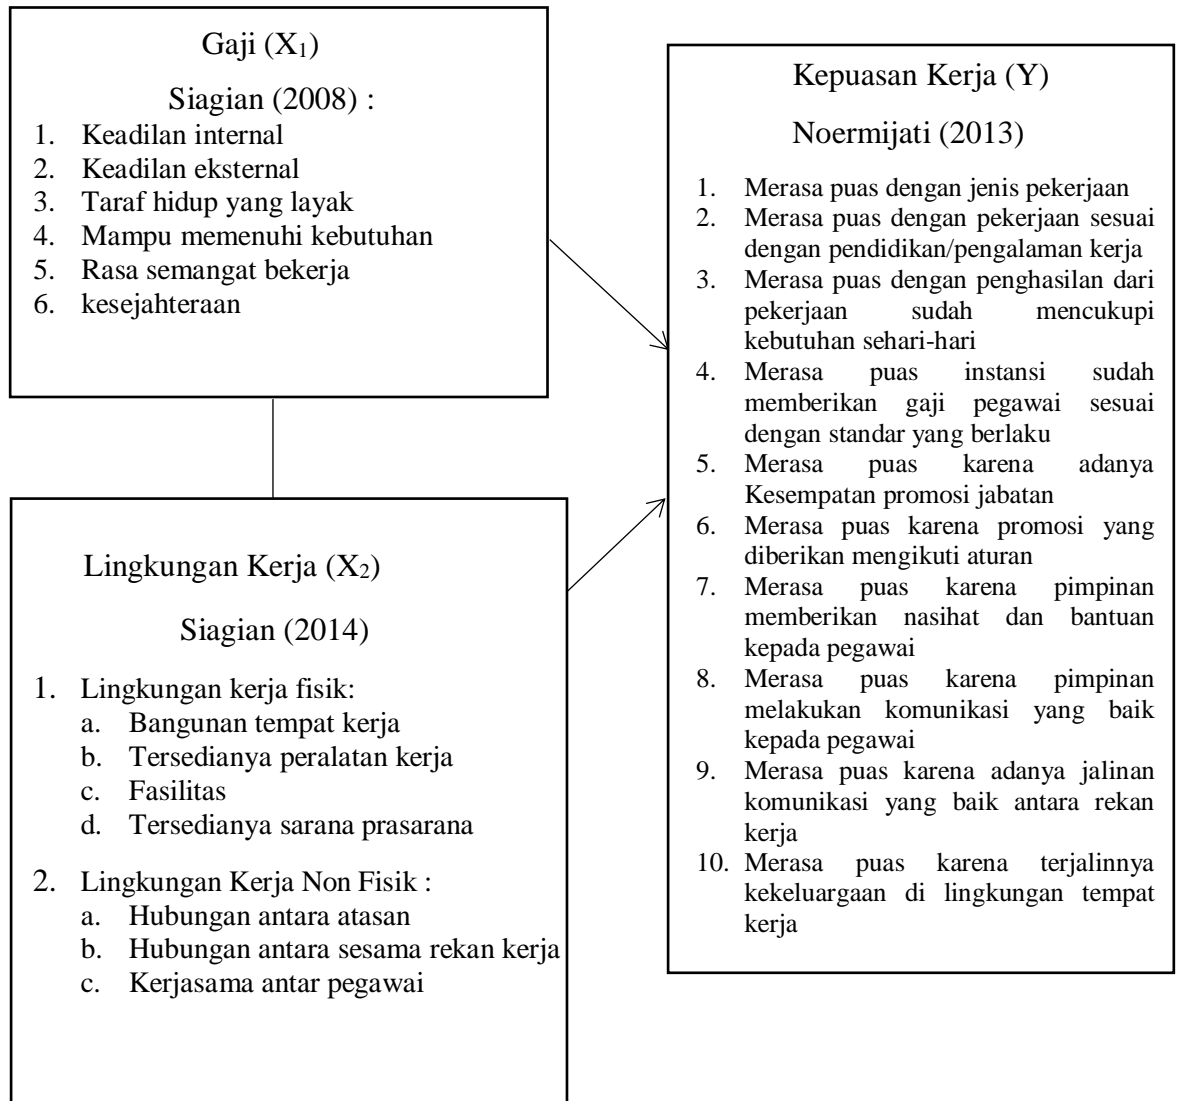 Gaji (X₁)
Siagian (2008) :
1. Keadilan internal
2. Keadilan eksternal
3. Taraf hidup yang layak
4. Mampu memenuhi kebutuhan
5. Rasa semangat bekerja
6. kesejahteraan
Lingkungan Kerja (X₂)
Siagian (2014)
1. Lingkungan kerja fisik:
a. Bangunan tempat kerja
b. Tersedianya peralatan kerja
c. Fasilitas
d. Tersedianya sarana prasarana
2. Lingkungan Kerja Non Fisik :
a. Hubungan antara atasan
b. Hubungan antara sesama rekan kerja
c. Kerjasama antar pegawai
Kepuasan Kerja (Y)
Noermijati (2013)
1. Merasa puas dengan jenis pekerjaan
2. Merasa puas dengan pekerjaan sesuai
dengan pendidikan/pengalaman kerja
3. Merasa puas dengan penghasilan dari
pekerjaan sudah mencukupi
kebutuhan sehari-hari
4. Merasa puas instansi sudah
memberikan gaji pegawai sesuai
dengan standar yang berlaku
5. Merasa puas karena adanya
Kesempatan promosi jabatan
6. Merasa puas karena promosi yang
diberikan mengikuti aturan
7. Merasa puas karena pimpinan
memberikan nasihat dan bantuan
kepada pegawai
8. Merasa puas karena pimpinan
melakukan komunikasi yang baik
kepada pegawai
9. Merasa puas karena adanya jalinan
komunikasi yang baik antara rekan
kerja
10. Merasa puas karena terjalinnya
kekeluargaan di lingkungan tempat
kerja